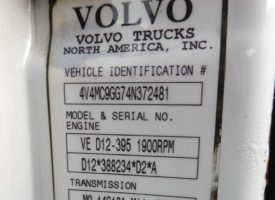 VOLVO
VOLVO TRUCKS
NORTH AMERICA, INC.
VEHICLE IDENTIFICATION #
4V4MC9GG74N372481
MODEL & SERIAL NO.
ENGINE
VE D12-395 1900RPM
D12*388234*D2*A
TRANSMISSION